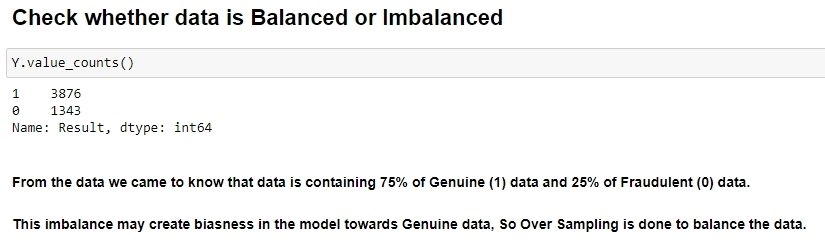 Check whether data is Balanced or Imbalanced
Y.value_counts()
1    3876
0    1343
Name: Result, dtype: int64
From the data we came to know that data is containing 75% of Genuine (1) data and 25% of Fraudulent (0) data.
This imbalance may create biasness in the model towards Genuine data, So Over Sampling is done to balance the data.